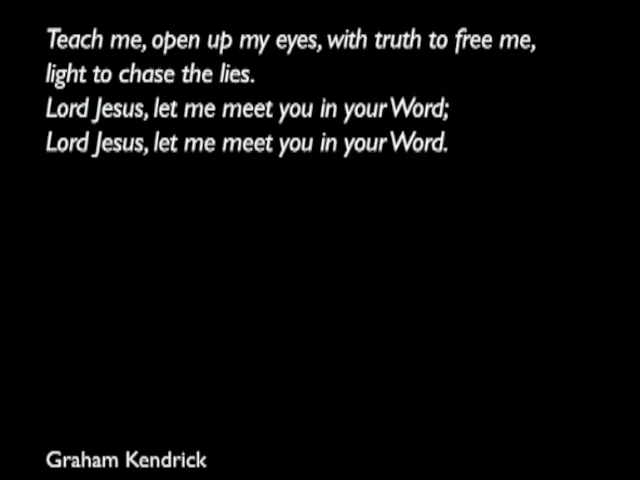 Teach me, open up my eyes, with truth to free me,
light to chase the lies.
Lord Jesus, let me meet you in your Word;
Lord Jesus, let me meet you in your Word.
Graham Kendrick